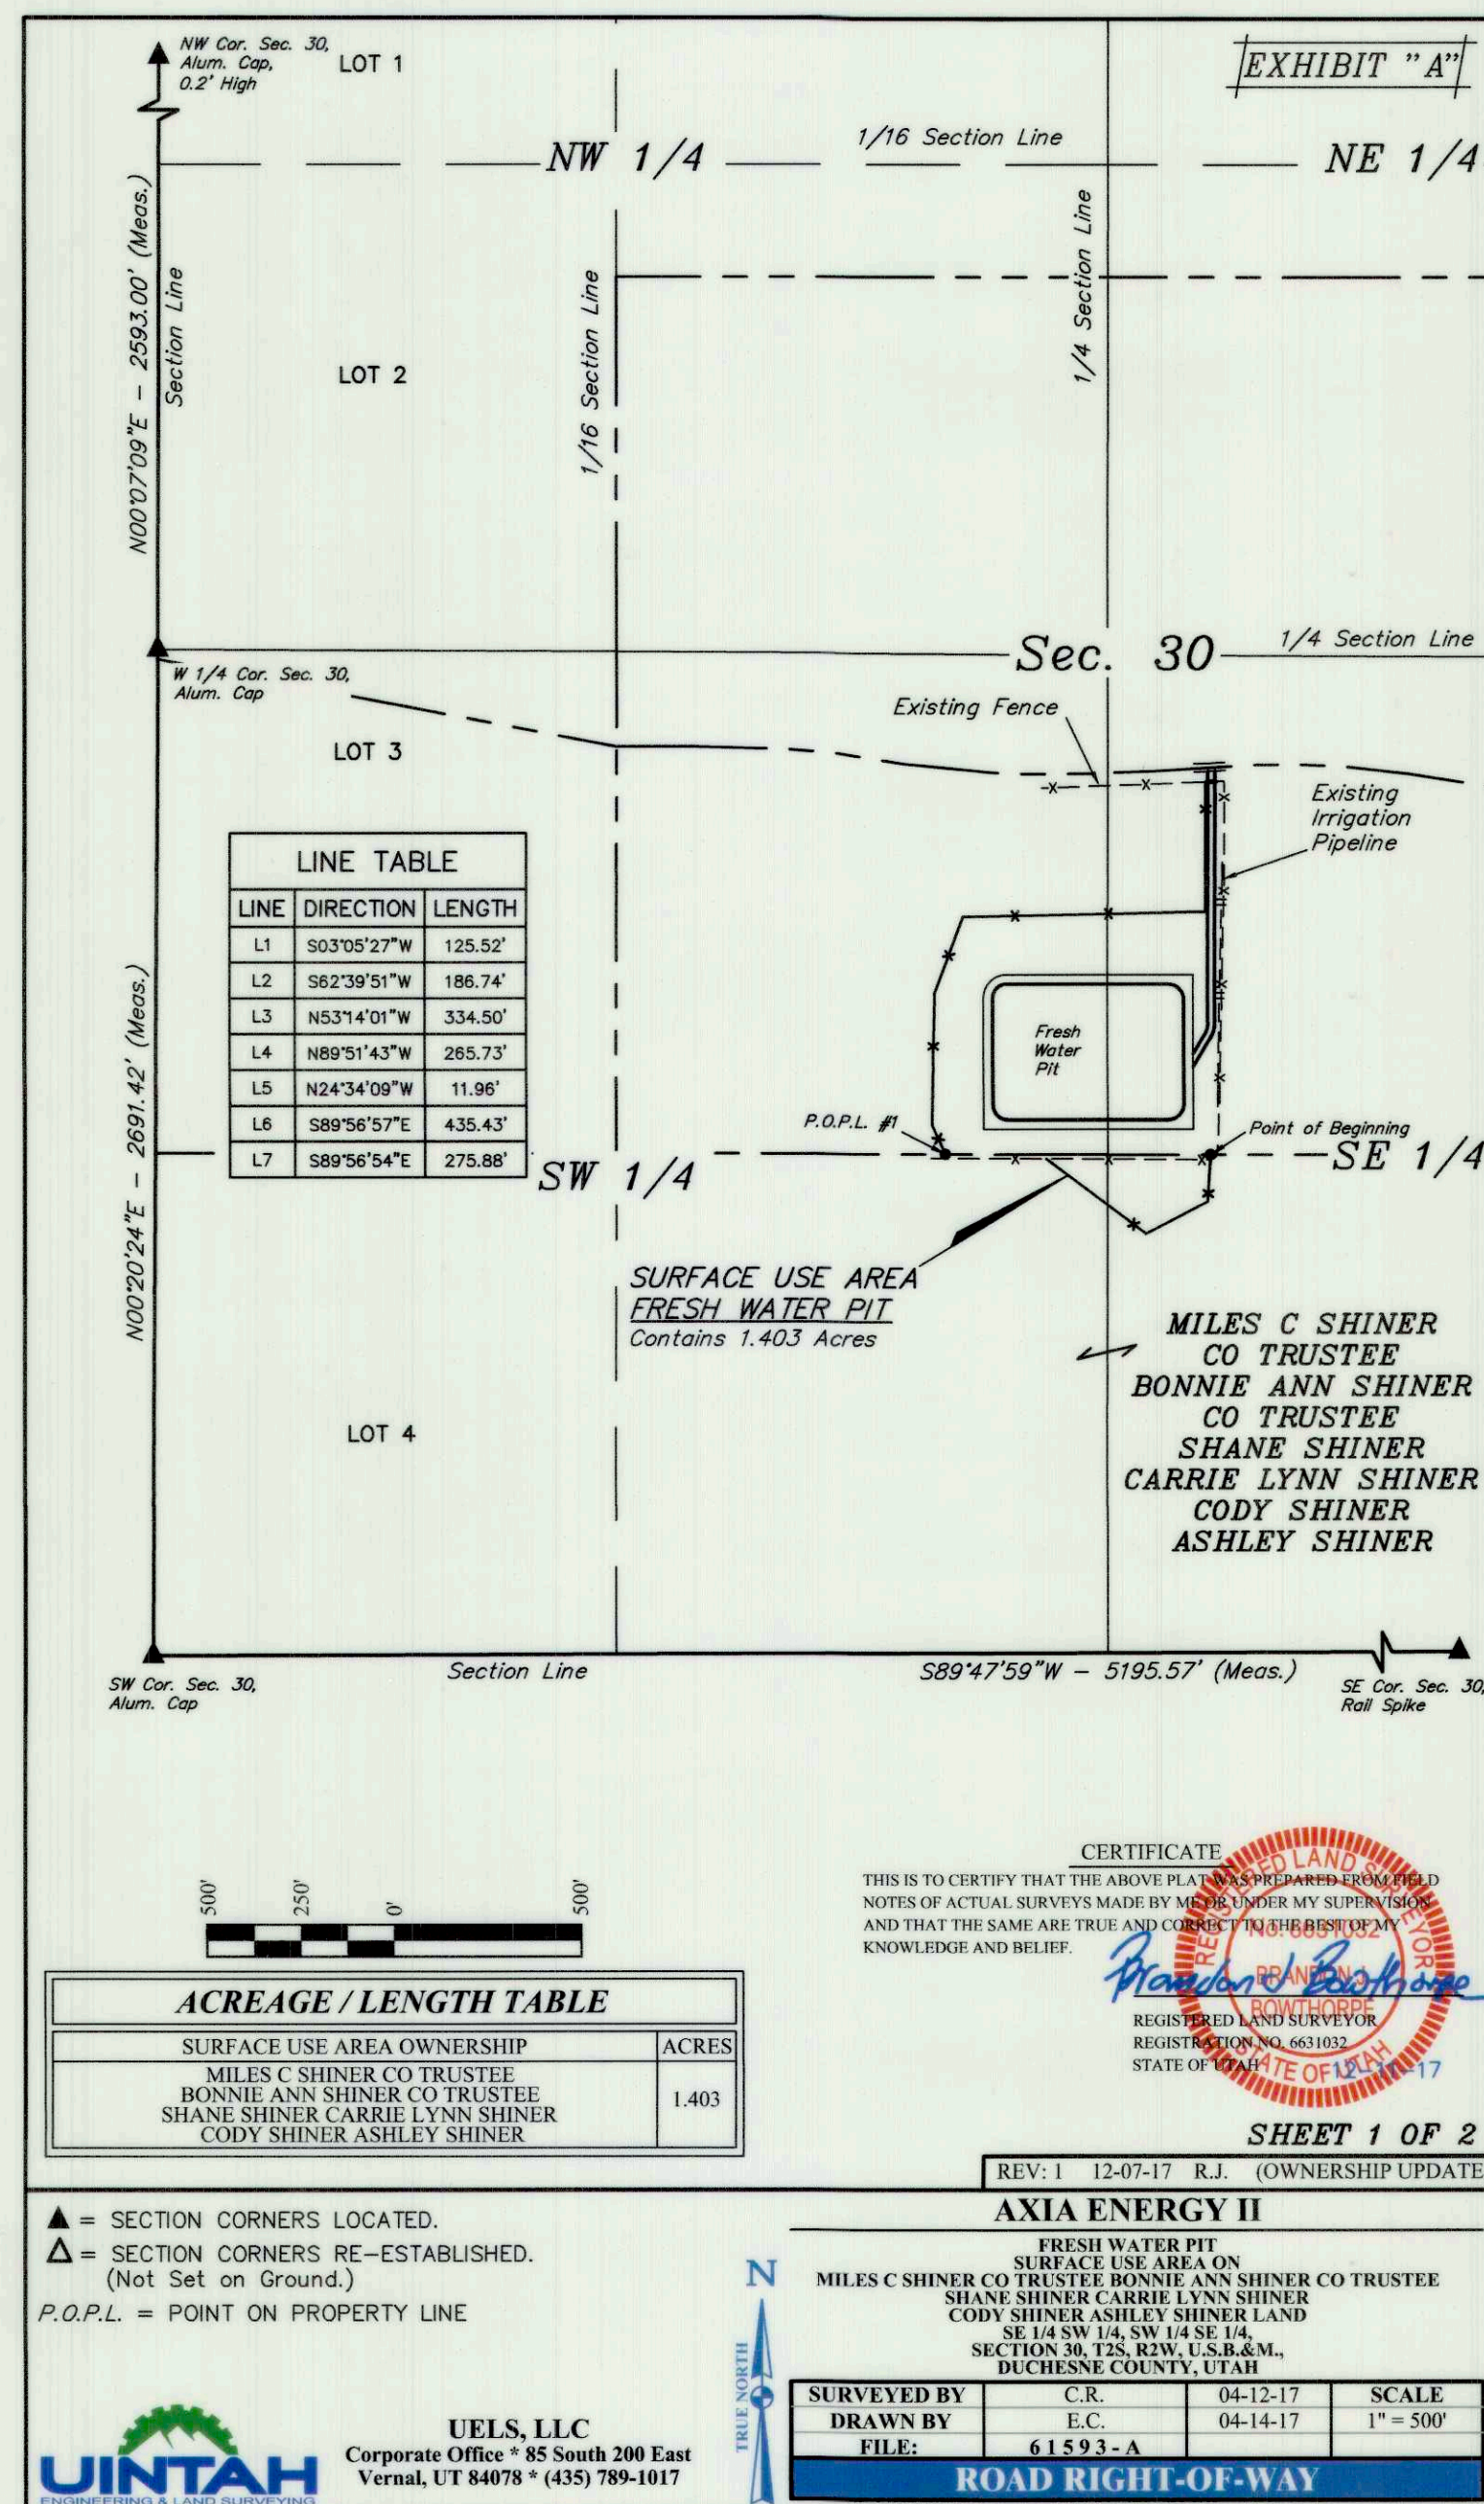 EXHIBIT "A"
NW Cor. Sec. 30,
Alum. Cap,
0.2' High
LOT 1
1/16 Section Line
NW 1/4
NE 1/4
N00°07'09"E - 2593.00' (Meas.)
Section Line
1/16 Section Line
1/4 Section Line
LOT 2
Sec. 30
1/4 Section Line
W 1/4 Cor. Sec. 30,
Alum. Cap
Existing Fence
LOT 3
Existing
Irrigation
Pipeline
LINE TABLE
LINE DIRECTION LENGTH
L1 S03°05'27"W 125.52'
L2 S62°39'51"W 186.74'
L3 N53°14'01"W 334.50'
L4 N89°51'43"W 265.73'
L5 N24°34'09"W 11.96'
L6 S89°56'57"E 435.43'
L7 S89°56'54"E 275.88'
N00°20'24"E - 2691.42' (Meas.)
Fresh
Water
Pit
P.O.P.L. #1
Point of Beginning
SW 1/4
SE 1/4
SURFACE USE AREA
FRESH WATER PIT
Contains 1.403 Acres
MILES C SHINER
CO TRUSTEE
BONNIE ANN SHINER
CO TRUSTEE
SHANE SHINER
CARRIE LYNN SHINER
CODY SHINER
ASHLEY SHINER
LOT 4
SW Cor. Sec. 30,
Alum. Cap
Section Line
S89°47'59"W - 5195.57' (Meas.)
SE Cor. Sec. 30,
Rail Spike
500' 250' 0' 500'
CERTIFICATE
THIS IS TO CERTIFY THAT THE ABOVE PLAT WAS PREPARED FROM FIELD
NOTES OF ACTUAL SURVEYS MADE BY ME OR UNDER MY SUPERVISION
AND THAT THE SAME ARE TRUE AND CORRECT TO THE BEST OF MY
KNOWLEDGE AND BELIEF.
REGISTERED LAND SURVEYOR
No. 6631032
BRANDON J.
BOWTHORPE
STATE OF UTAH
Brandon J Bowthorpe
REGISTERED LAND SURVEYOR
REGISTRATION NO. 6631032
STATE OF UTAH
ACREAGE / LENGTH TABLE
SURFACE USE AREA OWNERSHIP ACRES
MILES C SHINER CO TRUSTEE
BONNIE ANN SHINER CO TRUSTEE
SHANE SHINER CARRIE LYNN SHINER
CODY SHINER ASHLEY SHINER
1.403
SHEET 1 OF 2
REV: 1 12-07-17 R.J. (OWNERSHIP UPDATE
▲ = SECTION CORNERS LOCATED.
△ = SECTION CORNERS RE-ESTABLISHED.
(Not Set on Ground.)
P.O.P.L. = POINT ON PROPERTY LINE
N
TRUE NORTH
AXIA ENERGY II
FRESH WATER PIT
SURFACE USE AREA ON
MILES C SHINER CO TRUSTEE BONNIE ANN SHINER CO TRUSTEE
SHANE SHINER CARRIE LYNN SHINER
CODY SHINER ASHLEY SHINER LAND
SE 1/4 SW 1/4, SW 1/4 SE 1/4,
SECTION 30, T2S, R2W, U.S.B.&M.,
DUCHESNE COUNTY, UTAH
SURVEYED BY C.R. 04-12-17 SCALE
DRAWN BY E.C. 04-14-17 1" = 500'
FILE: 61593-A
ROAD RIGHT-OF-WAY
UINTAH
ENGINEERING & LAND SURVEYING
UELS, LLC
Corporate Office * 85 South 200 East
Vernal, UT 84078 * (435) 789-1017